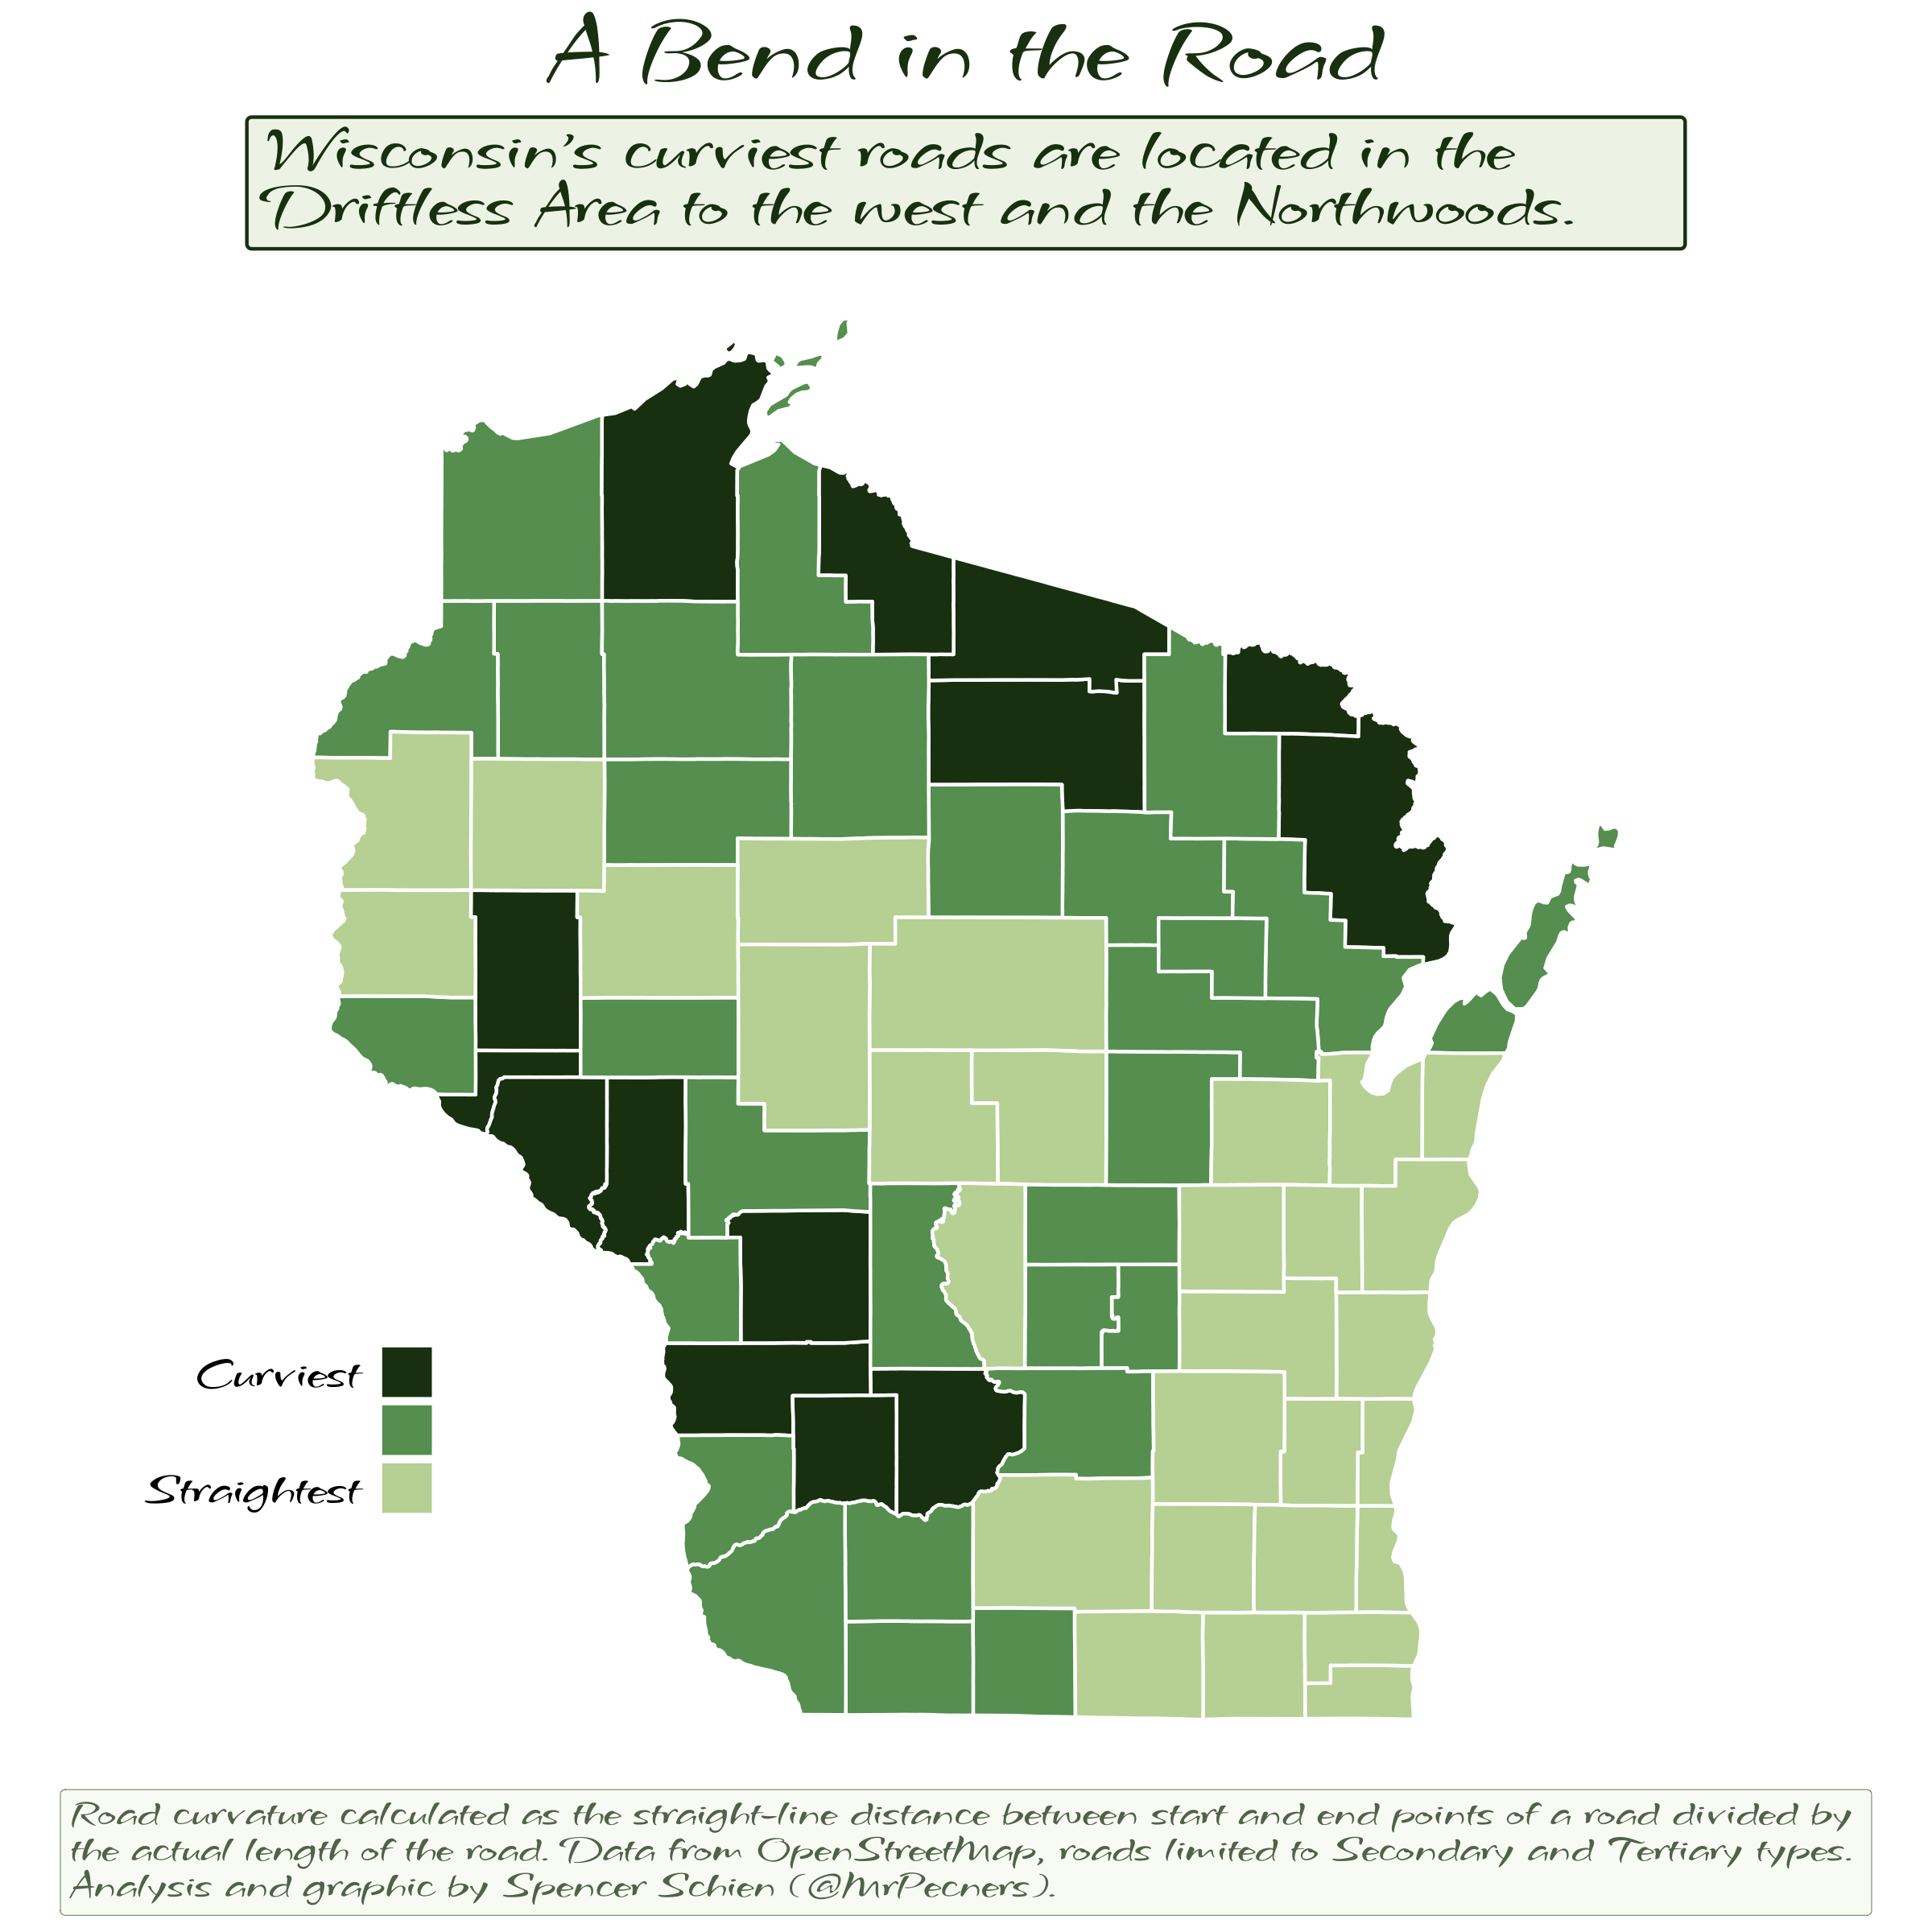 A Bend in the Road
Wisconsin's curviest roads are located in the
Driftless Area to the west and the Northwoods.
Curviest
Straightest
Road curvature calculated as the straight-line distance between start and end points of a road divided by
the actual length of the road. Data from OpenStreetMap, roads limited to Secondary and Tertiary types.
Analysis and graphic by Spencer Schien (@MrPecners).